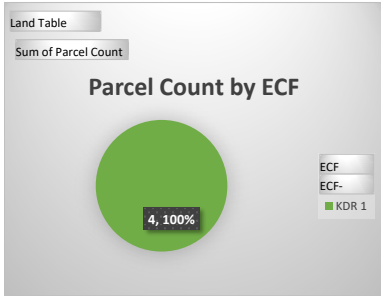 Land Table
Sum of Parcel Count
Parcel Count by ECF
4, 100%
ECF
ECF-
KDR 1